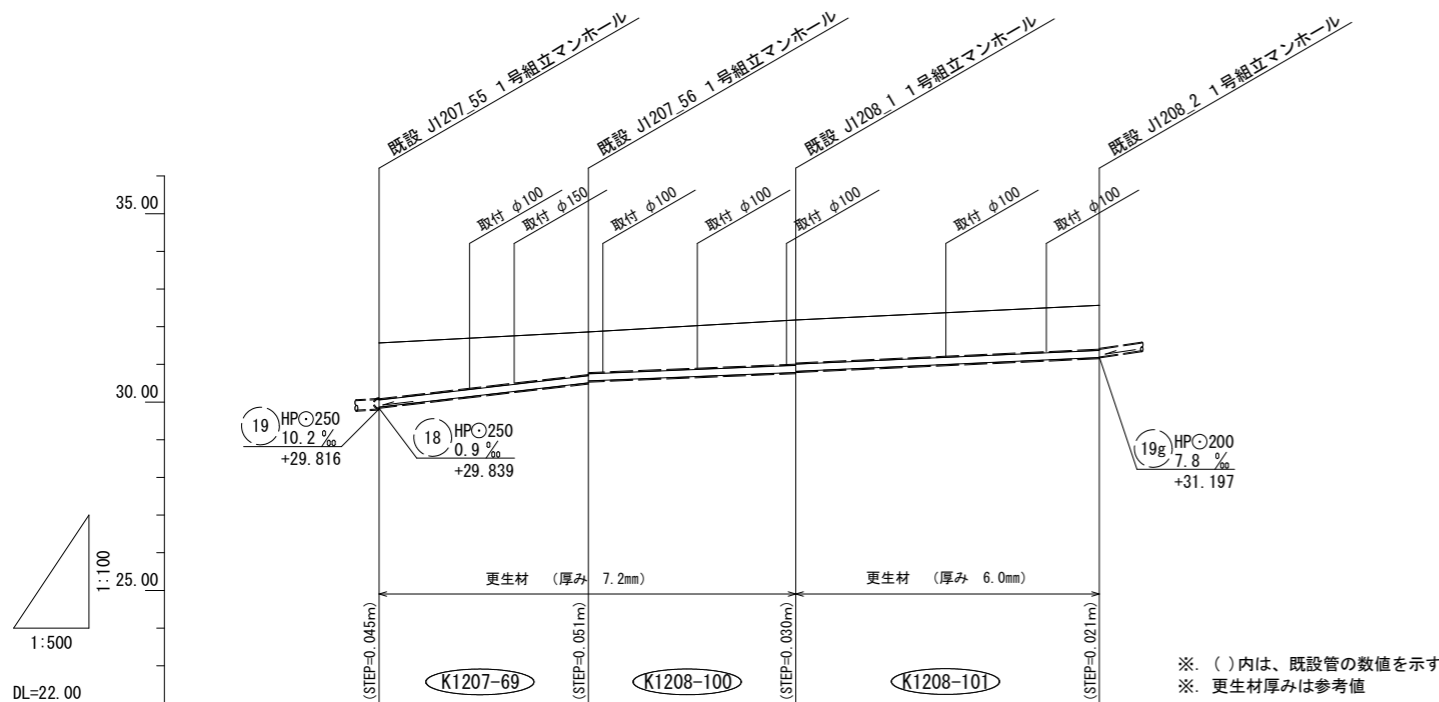 既設 J1207_55 1号組立マンホール
既設 J1207_56 1号組立マンホール
既設 J1208_1 1号組立マンホール
既設 J1208_2 1号組立マンホール
取付 φ100
取付 φ150
取付 φ100
取付 φ100
取付 φ100
取付 φ100
取付 φ100
35.00
30.00
25.00
19 HP⊙250
10.2 ‰
+29.816
18 HP⊙250
0.9 ‰
+29.839
19g HP⊙200
7.8 ‰
+31.197
1:100
1:500
DL=22.00
更生材 (厚み 7.2mm)
更生材 (厚み 6.0mm)
(STEP=0.045m)
(STEP=0.051m)
(STEP=0.030m)
(STEP=0.021m)
K1207-69
K1208-100
K1208-101
※. ( )内は、既設管の数値を示す
※. 更生材厚みは参考値